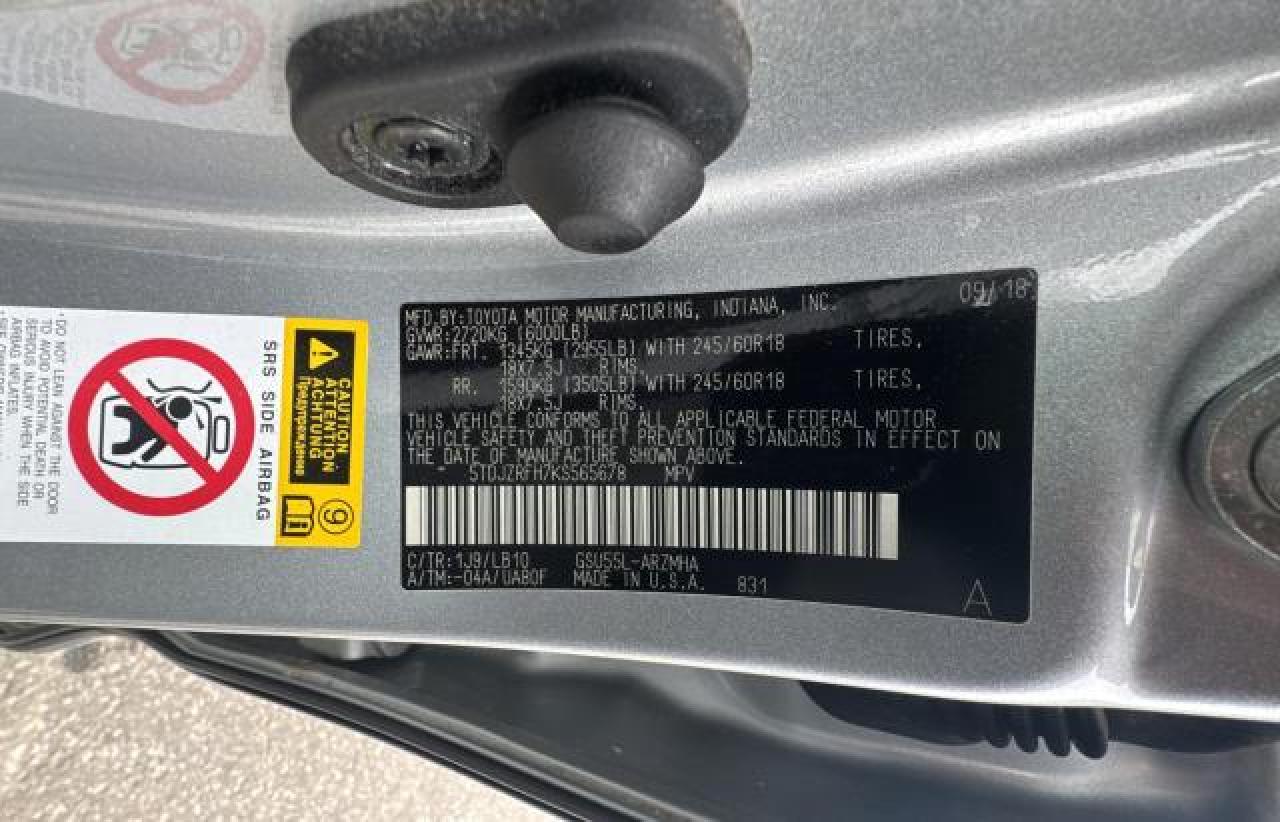 MFD.BY:TOYOTA MOTOR MANUFACTURING, INDIANA, INC. 09/18
GVWR:2720KG (6000LB)
GAWR:FRT. 1345KG (2955LB) WITH 245/60R18 TIRES,
18X7.5J RIMS.
RR. 1590KG (3505LB) WITH 245/60R18 TIRES,
18X7.5J RIMS.
THIS VEHICLE CONFORMS TO ALL APPLICABLE FEDERAL MOTOR
VEHICLE SAFETY AND THEFT PREVENTION STANDARDS IN EFFECT ON
THE DATE OF MANUFACTURE SHOWN ABOVE.
5TDJZRFH7KS565678 MPV
C/TR:1J9/LB10 GSU55L-ARZMHA
A/TM:-04A/UAB0F MADE IN U.S.A. 831
A
CAUTION
ATTENTION
ACHTUNG
Предупреждение
9
SRS SIDE AIRBAG
*DO NOT LEAN AGAINST THE DOOR
TO AVOID POTENTIAL DEATH OR
SERIOUS INJURY WHEN THE SIDE
AIRBAG INFLATES.